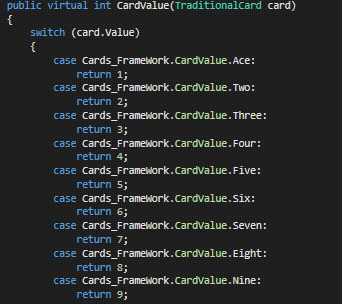 public virtual int CardValue(TraditionalCard card)
{
switch (card.Value)
{
case Cards_FrameWork.CardValue.Ace:
return 1;
case Cards_FrameWork.CardValue.Two:
return 2;
case Cards_FrameWork.CardValue.Three:
return 3;
case Cards_FrameWork.CardValue.Four:
return 4;
case Cards_FrameWork.CardValue.Five:
return 5;
case Cards_FrameWork.CardValue.Six:
return 6;
case Cards_FrameWork.CardValue.Seven:
return 7;
case Cards_FrameWork.CardValue.Eight:
return 8;
case Cards_FrameWork.CardValue.Nine:
return 9;